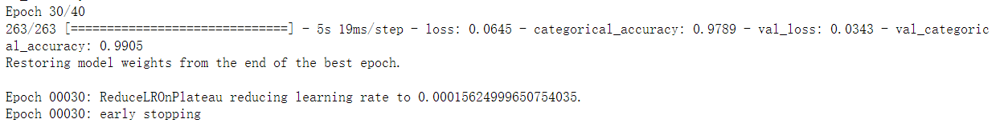 Epoch 30/40
263/263 [==============================] - 5s 19ms/step - loss: 0.0645 - categorical_accuracy: 0.9789 - val_loss: 0.0343 - val_categoric
al_accuracy: 0.9905
Restoring model weights from the end of the best epoch.
Epoch 00030: ReduceLROnPlateau reducing learning rate to 0.00015624999650754035.
Epoch 00030: early stopping